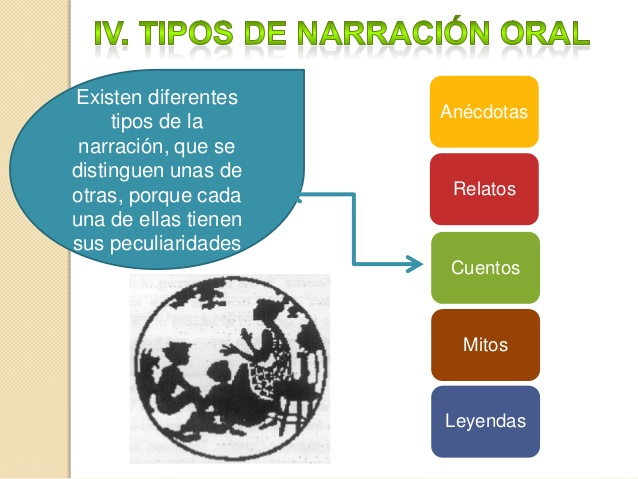 IV. TIPOS DE NARRACIÓN ORAL
Existen diferentes
tipos de la
narración, que se
distinguen unas de
otras, porque cada
una de ellas tienen
sus peculiaridades
Anécdotas
Relatos
Cuentos
Mitos
Leyendas